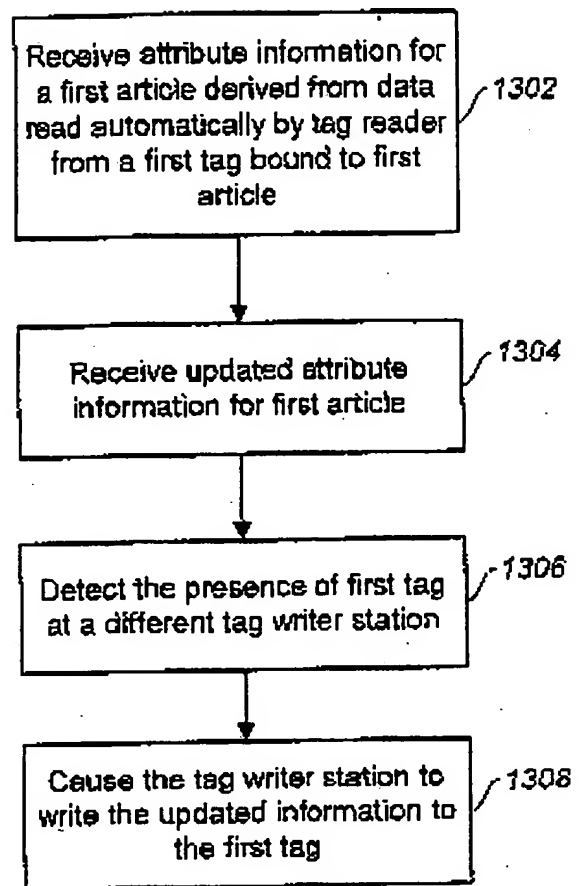 Receive attribute information for
a first article derived from data
read automatically by tag reader
from a first tag bound to first
article
1302
Receive updated attribute
information for first article
1304
Detect the presence of first tag
at a different tag writer station
1306
Cause the tag writer station to
write the updated information to
the first tag
1308